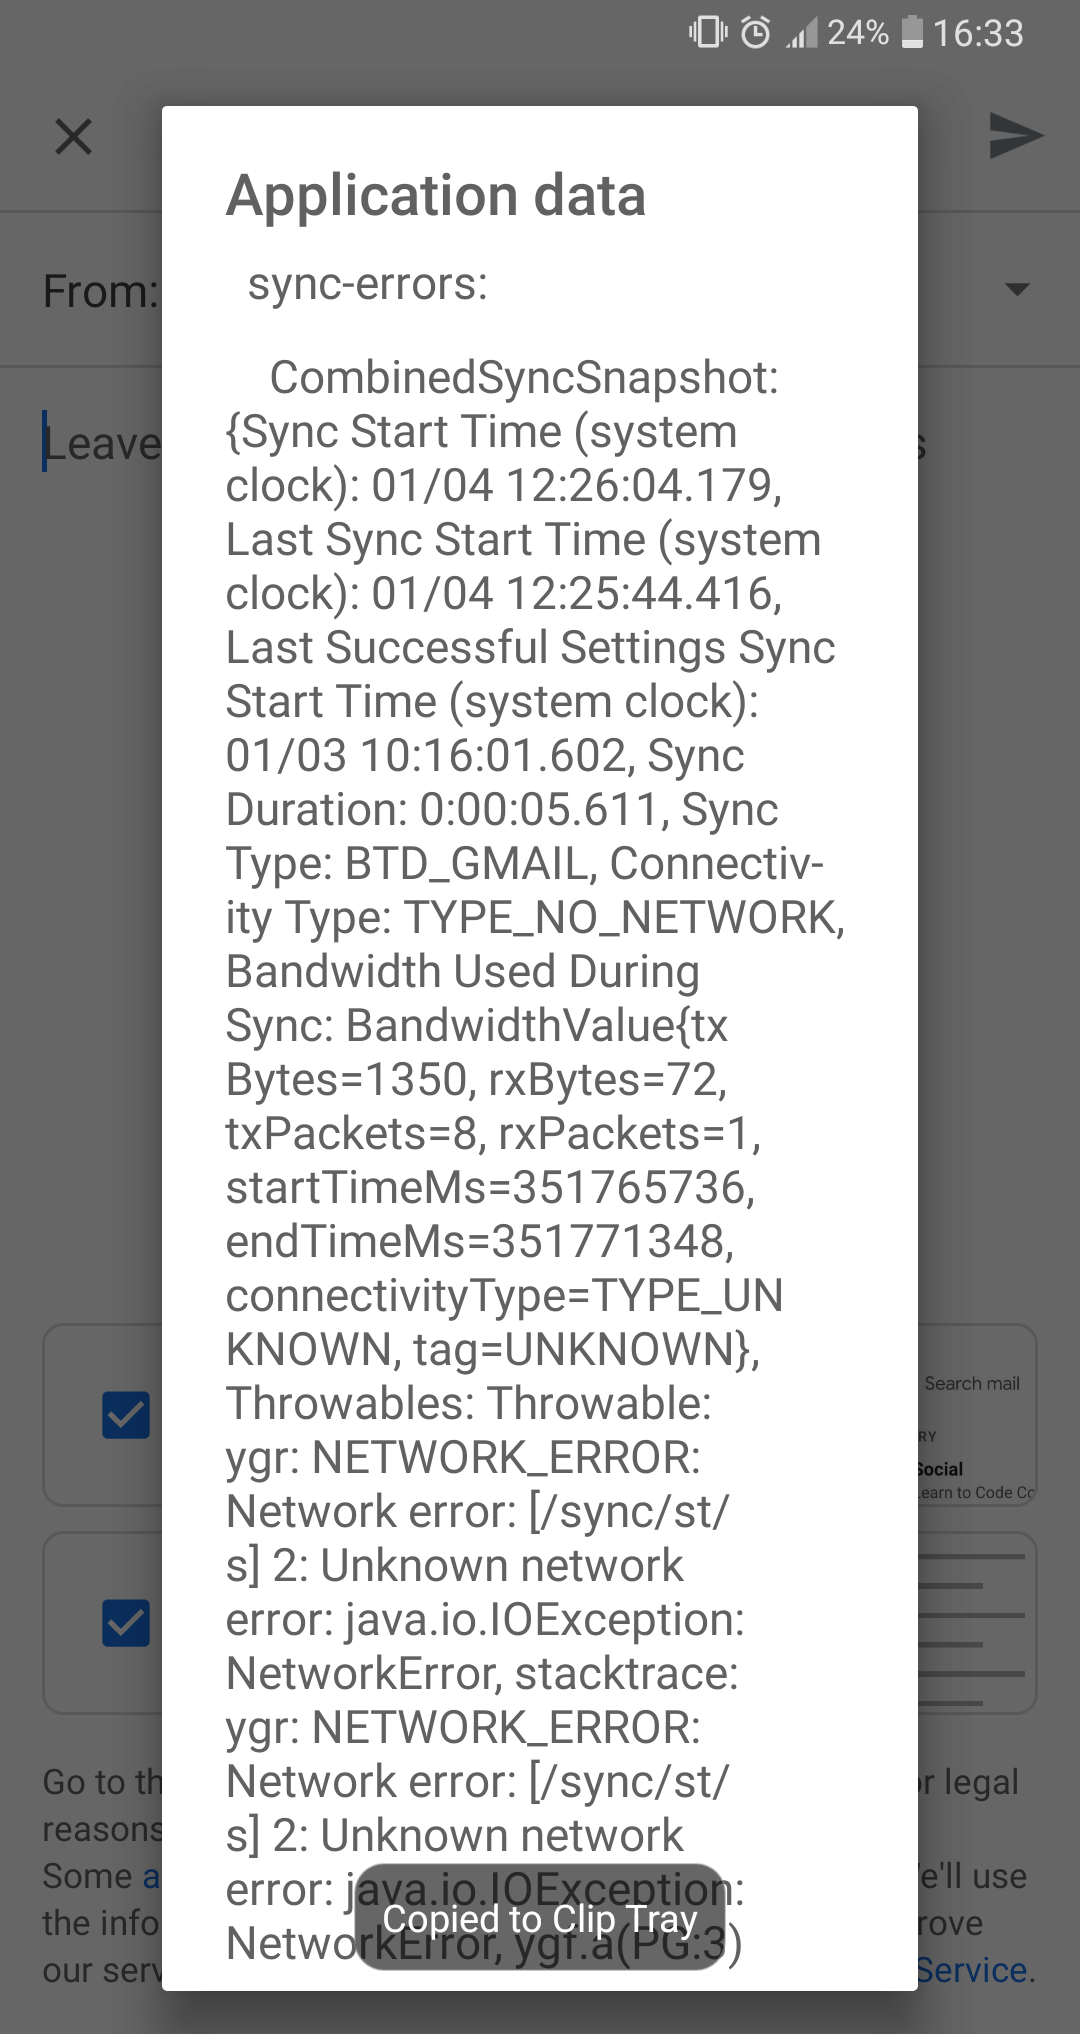 24% 16:33
Application data
From:
sync-errors:
CombinedSyncSnapshot:
{Sync Start Time (system
Leave
s
clock): 01/04 12:26:04.179,
Last Sync Start Time (system
clock): 01/04 12:25:44.416,
Last Successful Settings Sync
Start Time (system clock):
01/03 10:16:01.602, Sync
Duration: 0:00:05.611, Sync
Type: BTD_GMAIL, Connectiv-
ity Type: TYPE_NO_NETWORK,
Bandwidth Used During
Sync: BandwidthValue{tx
Bytes=1350, rxBytes=72,
txPackets=8, rxPackets=1,
startTimeMs=351765736,
endTimeMs=351771348,
connectivityType=TYPE_UN
KNOWN, tag=UNKNOWN},
Throwables: Throwable:
ygr: NETWORK_ERROR:
Network error: [/sync/st/
s] 2: Unknown network
error: java.io.IOException:
NetworkError, stacktrace:
ygr: NETWORK_ERROR:
Network error: [/sync/st/
s] 2: Unknown network
error: java.io.IOException:
NetworkError, ygf.a(PG:3)
Search mail
RY
Social
Learn to Code Co
Go to th
r legal
reasons
Some a
e'll use
the info
rove
our serv
Service.
Copied to Clip Tray